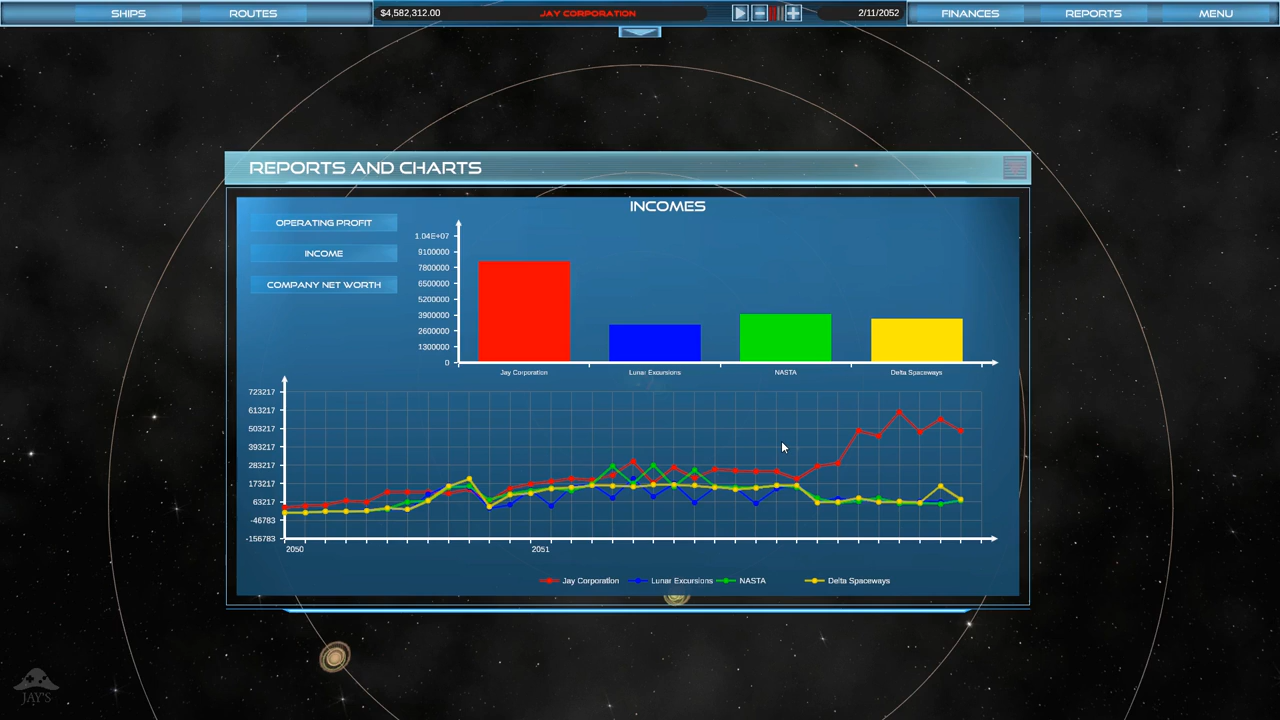 SHIPS ROUTES $4,582,312.00 JAY CORPORATION 2/11/2052 FINANCES REPORTS MENU
REPORTS AND CHARTS
INCOMES
OPERATING PROFIT
INCOME
COMPANY NET WORTH
1.04E+07
9100000
7800000
6500000
5200000
3900000
2600000
1300000
0
Jay Corporation Lunar Excursions NASTA Delta Spaceways
723217
613217
503217
393217
283217
173217
63217
-46783
-156783
2050 2051
Jay Corporation Lunar Excursions NASTA Delta Spaceways
JAY'S